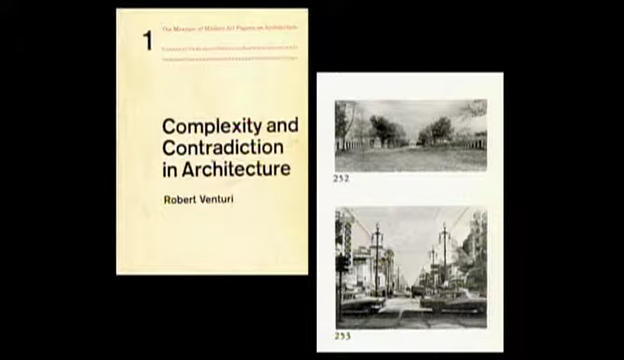 1
The Museum of Modern Art Papers on Architecture
Complexity and
Contradiction
in Architecture
Robert Venturi
252
253